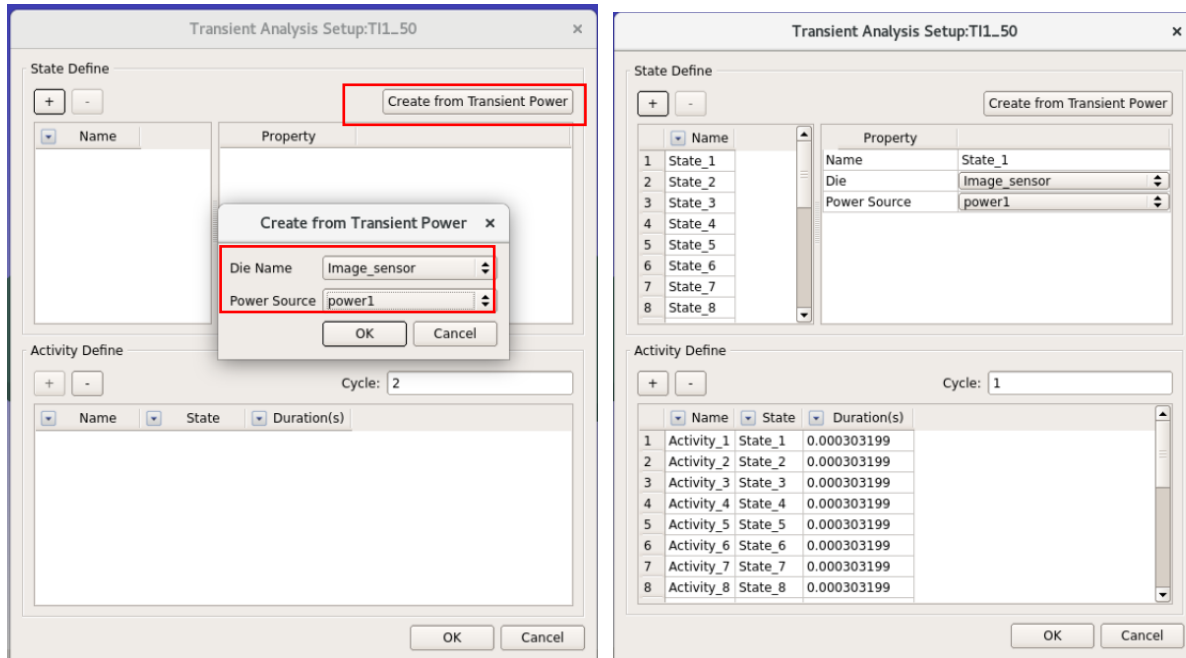 Transient Analysis Setup:TI1_50 ×
State Define
+ - Create from Transient Power
Name Property
Create from Transient Power ×
Die Name Image_sensor
Power Source power1
OK Cancel
Activity Define
+ - Cycle: 2
Name State Duration(s)
OK Cancel
Transient Analysis Setup:TI1_50 ×
State Define
+ - Create from Transient Power
Name Property
1 State_1 Name State_1
2 State_2 Die Image_sensor
3 State_3 Power Source power1
4 State_4
5 State_5
6 State_6
7 State_7
8 State_8
Activity Define
+ - Cycle: 1
Name State Duration(s)
1 Activity_1 State_1 0.000303199
2 Activity_2 State_2 0.000303199
3 Activity_3 State_3 0.000303199
4 Activity_4 State_4 0.000303199
5 Activity_5 State_5 0.000303199
6 Activity_6 State_6 0.000303199
7 Activity_7 State_7 0.000303199
8 Activity_8 State_8 0.000303199
OK Cancel